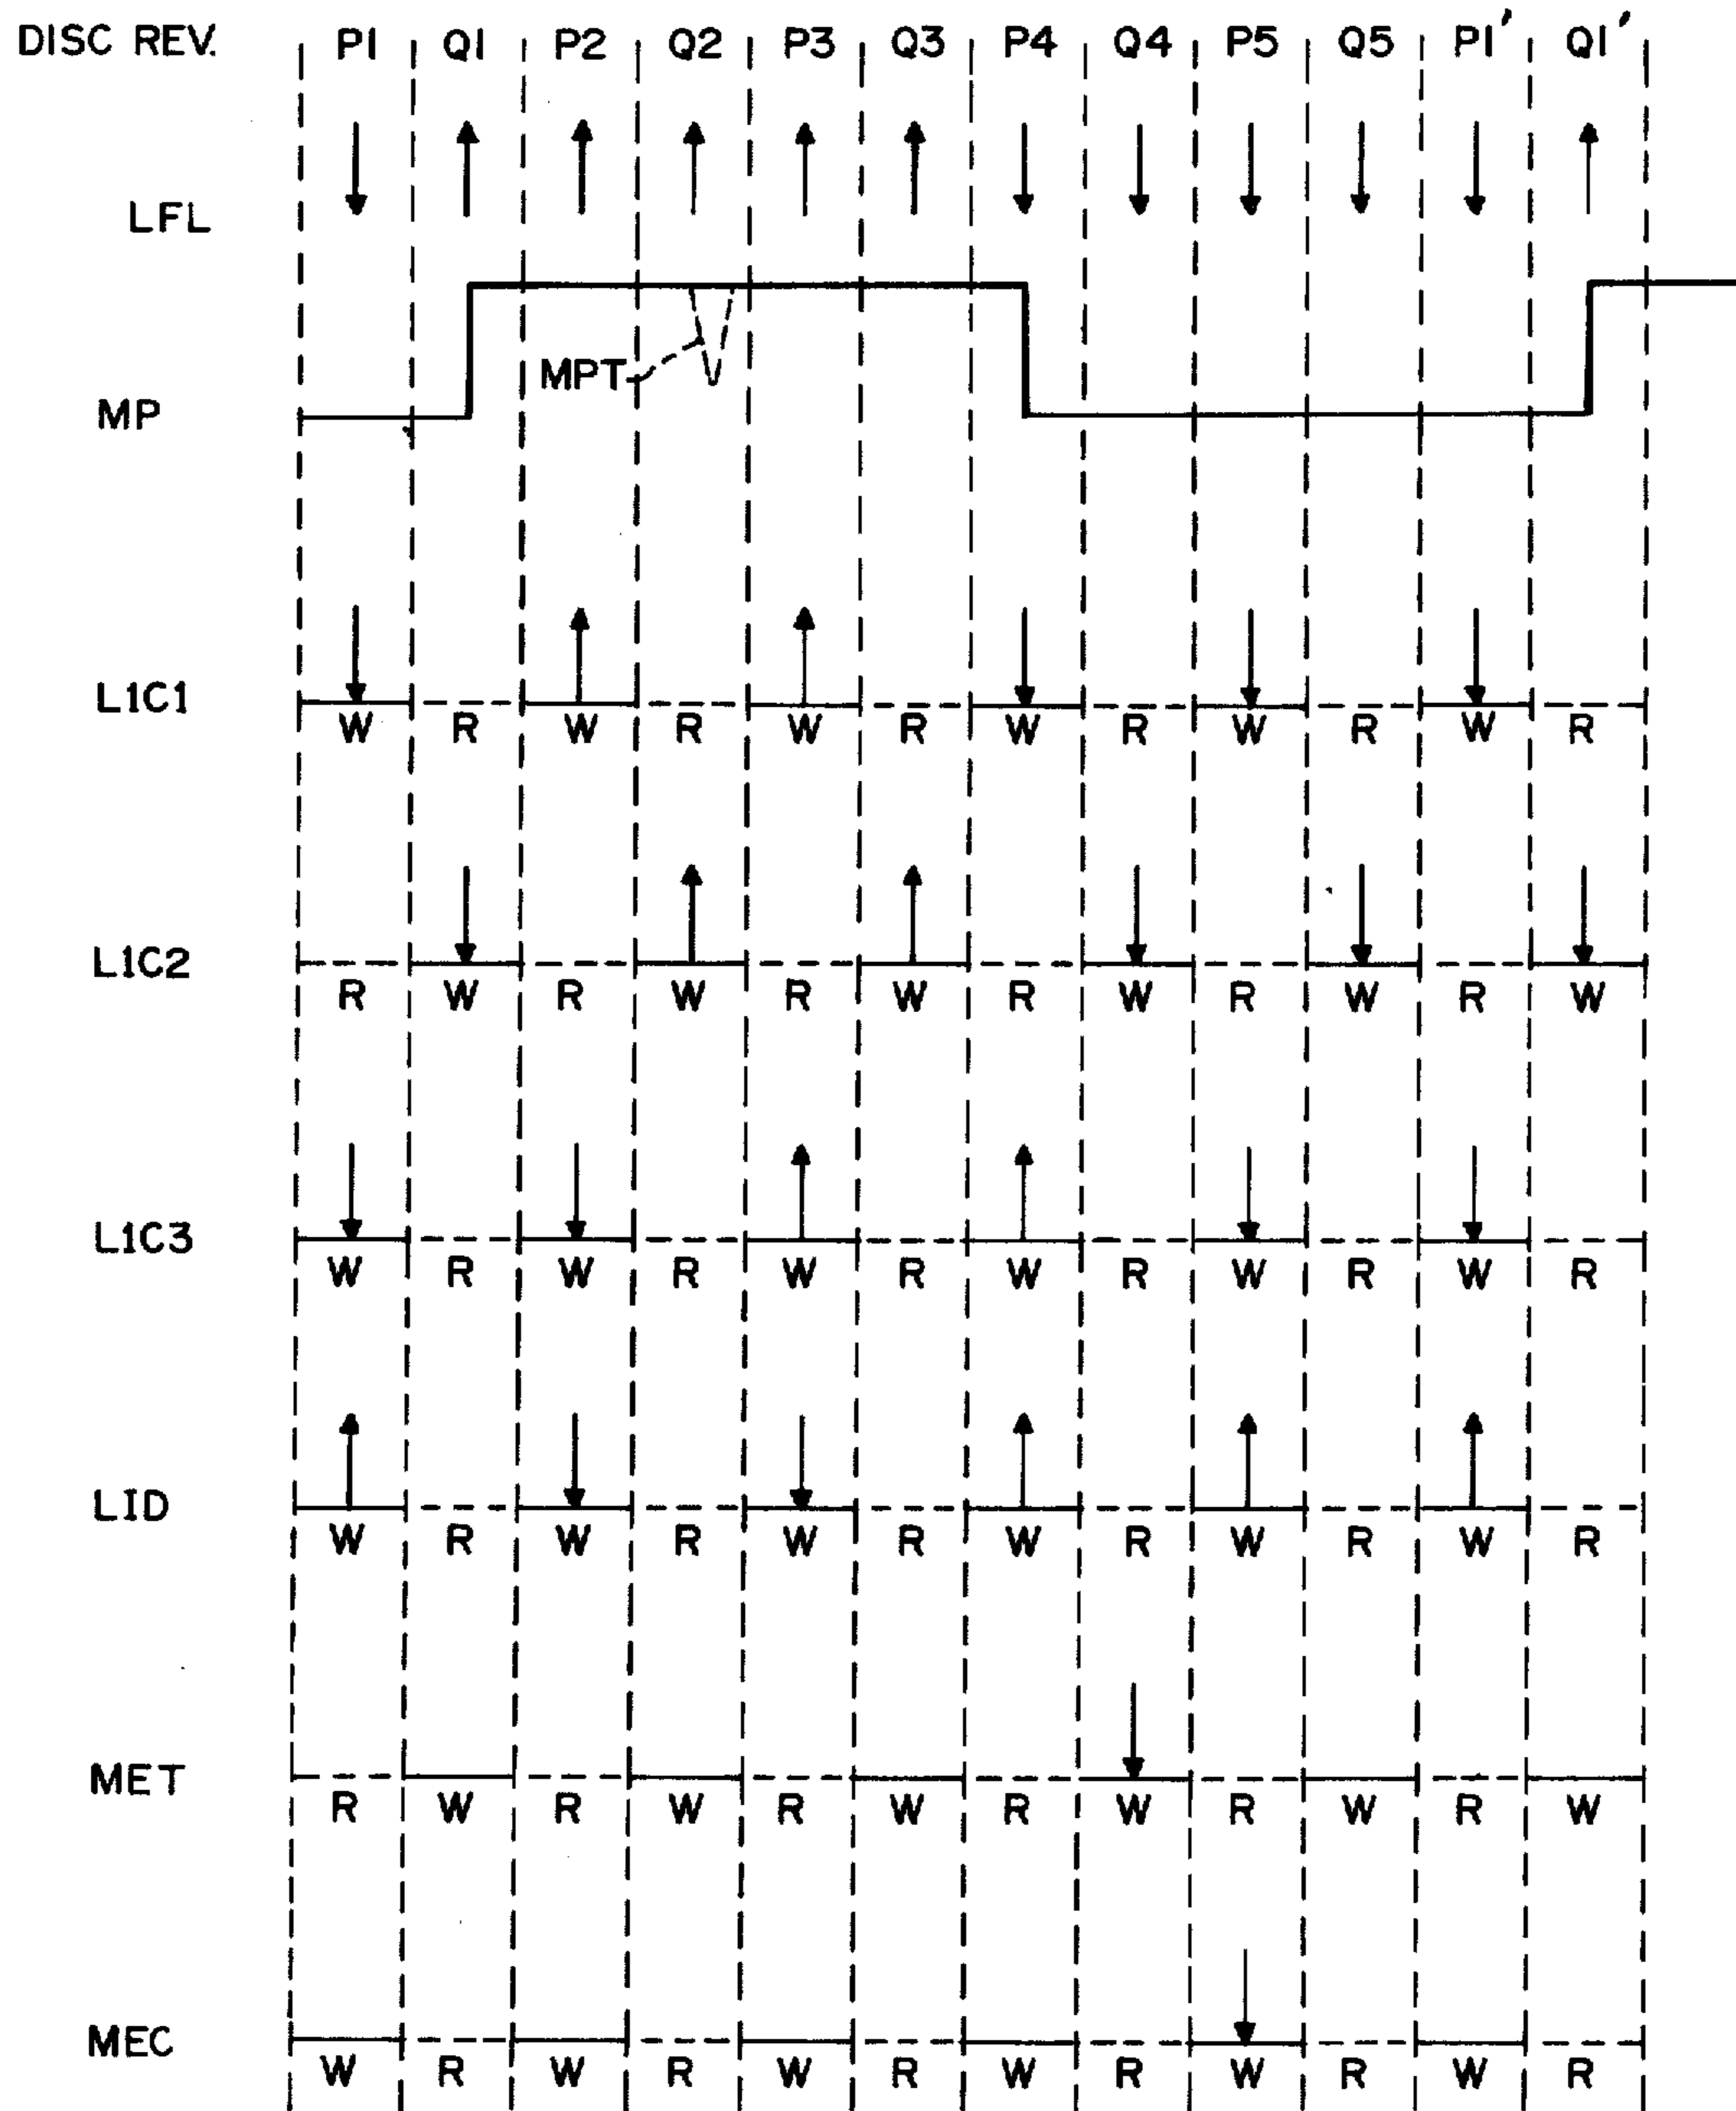 DISC REV. P1 Q1 P2 Q2 P3 Q3 P4 Q4 P5 Q5 P1' Q1'
LFL
MPT
MP
L1C1
W R W R W R W R W R W R
L1C2
R W R W R W R W R W R W
L1C3
W R W R W R W R W R W R
LID
W R W R W R W R W R W R
MET
R W R W R W R W R W R W
MEC
W R W R W R W R W R W R